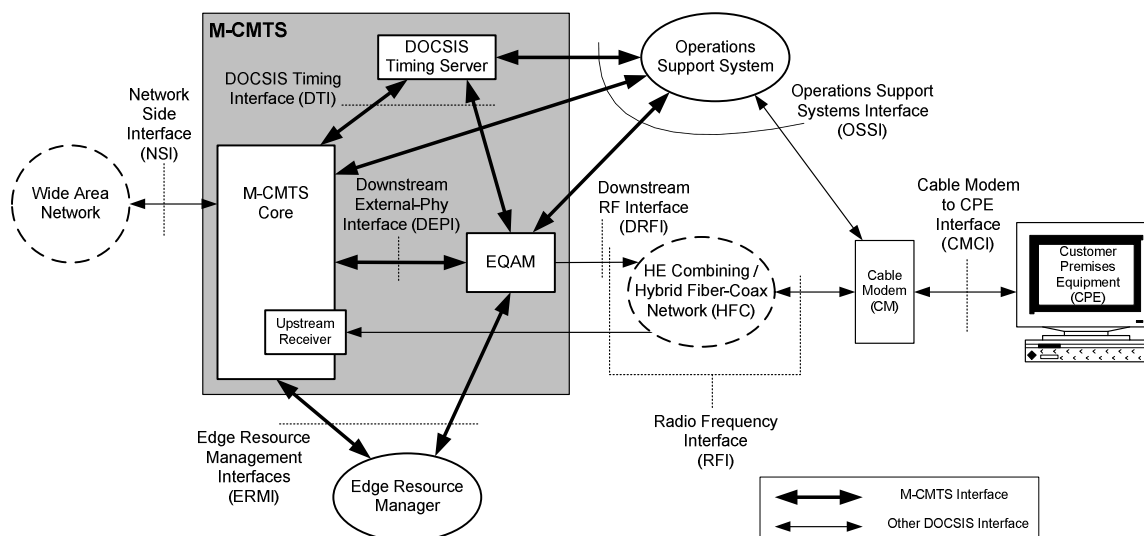 M-CMTS
DOCSIS
Timing Server
Operations
Support System
DOCSIS Timing
Interface (DTI)
Network
Side
Interface
(NSI)
Operations Support
Systems Interface
(OSSI)
Wide Area
Network
M-CMTS
Core
Downstream
External-Phy
Interface (DEPI)
Downstream
RF Interface
(DRFI)
Cable Modem
to CPE
Interface
(CMCI)
EQAM
HE Combining /
Hybrid Fiber-Coax
Network (HFC)
Cable
Modem
(CM)
Customer
Premises
Equipment
(CPE)
Upstream
Receiver
Edge Resource
Management
Interfaces
(ERMI)
Radio Frequency
Interface
(RFI)
Edge Resource
Manager
M-CMTS Interface
Other DOCSIS Interface